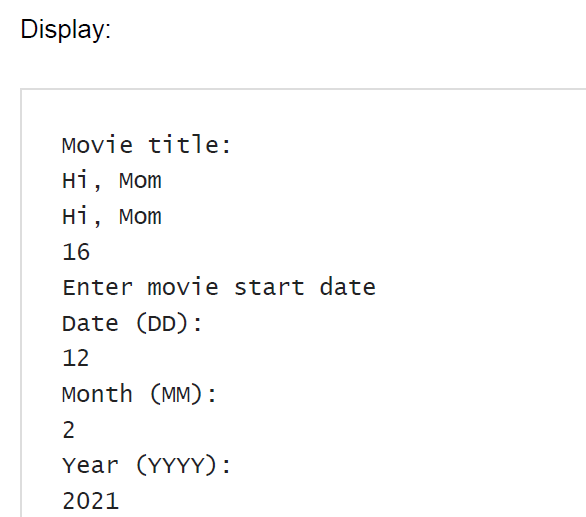 Display:
Movie title:
Hi, Mom
Hi, Mom
16
Enter movie start date
Date (DD):
12
Month (MM):
2
Year (YYYY):
2021